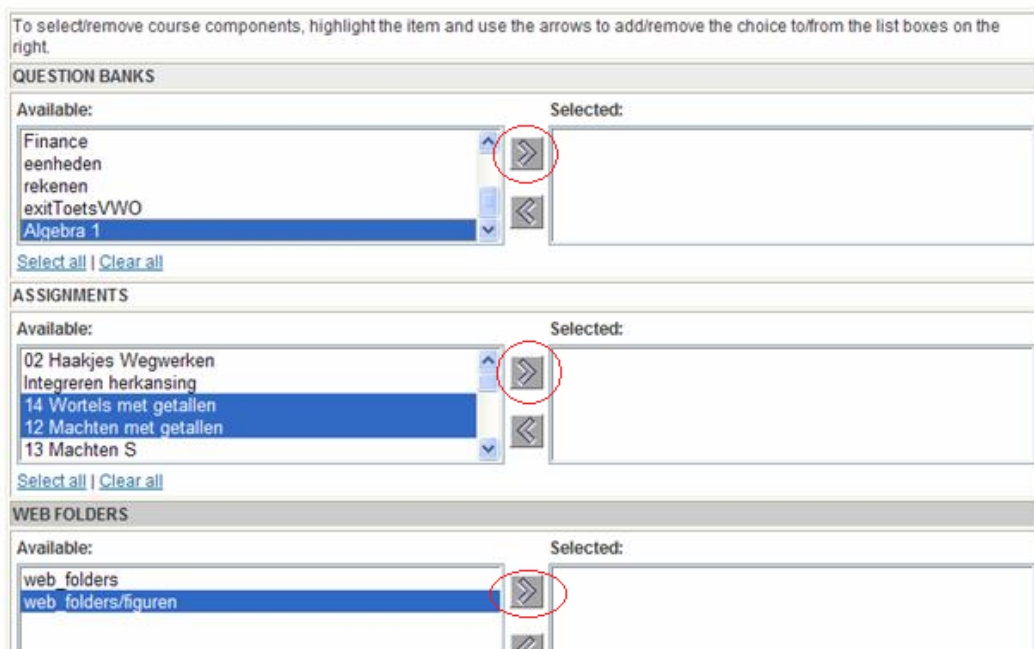 To select/remove course components, highlight the item and use the arrows to add/remove the choice to/from the list boxes on the
right.
QUESTION BANKS
Available: Selected:
Finance
eenheden
rekenen
exitToetsVWO
Algebra 1
Select all | Clear all
ASSIGNMENTS
Available: Selected:
02 Haakjes Wegwerken
Integreren herkansing
14 Wortels met getallen
12 Machten met getallen
13 Machten S
Select all | Clear all
WEB FOLDERS
Available: Selected:
web_folders
web_folders/figuren